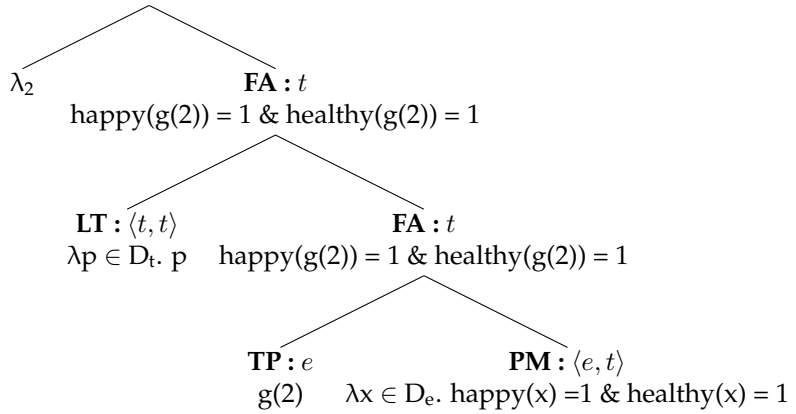 λ₂ FA : t
happy(g(2)) = 1 & healthy(g(2)) = 1
LT : ⟨t, t⟩ FA : t
λp ∈ Dₜ. p happy(g(2)) = 1 & healthy(g(2)) = 1
TP : e PM : ⟨e, t⟩
g(2) λx ∈ Dₑ. happy(x) =1 & healthy(x) = 1